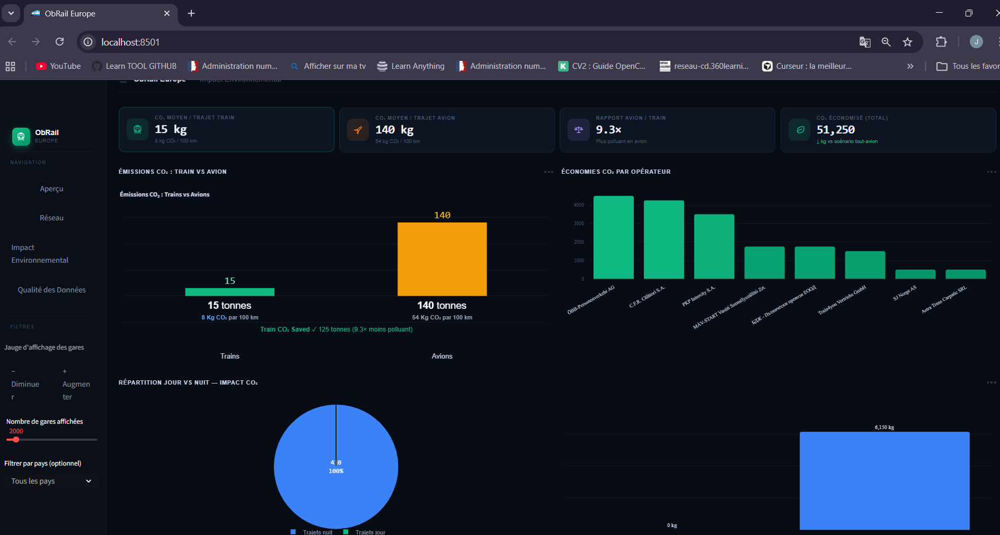 ObRail Europe
localhost:8501
YouTube
Learn TOOL GITHUB
Administration num...
Afficher sur ma tv
Learn Anything
Administration num...
CV2 : Guide OpenC...
reseau-cd.360learni...
Curseur : la meilleur...
Tous les favor
J
ObRail Europe
Impact Environnemental
ObRail
EUROPE
NAVIGATION
Aperçu
Réseau
Impact
Environnemental
Qualité des Données
FILTRES
Jauge d'affichage des gares
−
Diminue
r
+
Augmen
ter
Nombre de gares affichées
2000
Filtrer par pays (optionnel)
Tous les pays
CO₂ MOYEN / TRAJET TRAIN
15 kg
8 kg CO₂ / 100 km
CO₂ MOYEN / TRAJET AVION
140 kg
54 kg CO₂ / 100 km
RAPPORT AVION / TRAIN
9.3×
Plus polluant en avion
CO₂ ÉCONOMISÉ (TOTAL)
51,250
↓ kg vs scénario tout-avion
ÉMISSIONS CO₂ : TRAIN VS AVION
Émissions CO₂ : Trains vs Avions
15
140
15 tonnes
8 Kg CO₂ par 100 km
140 tonnes
54 Kg CO₂ par 100 km
Train CO₂ Saved ✓ 125 tonnes (9.3× moins polluant)
Trains
Avions
ÉCONOMIES CO₂ PAR OPÉRATEUR
4000
3000
2000
1000
0
ÖBB-Personenverkehr AG
C.F.R. Călători S.A.
PKP Intercity S.A.
MÁV-START Vasúti Személyszállító Zrt.
БДЖ - Пътнически превози ЕООД
Train4you Vertriebs GmbH
SJ Norge AS
Astra Trans Carpatic SRL
RÉPARTITION JOUR VS NUIT — IMPACT CO₂
410
100%
Trajets nuit
Trajets jour
6,150 kg
0 kg